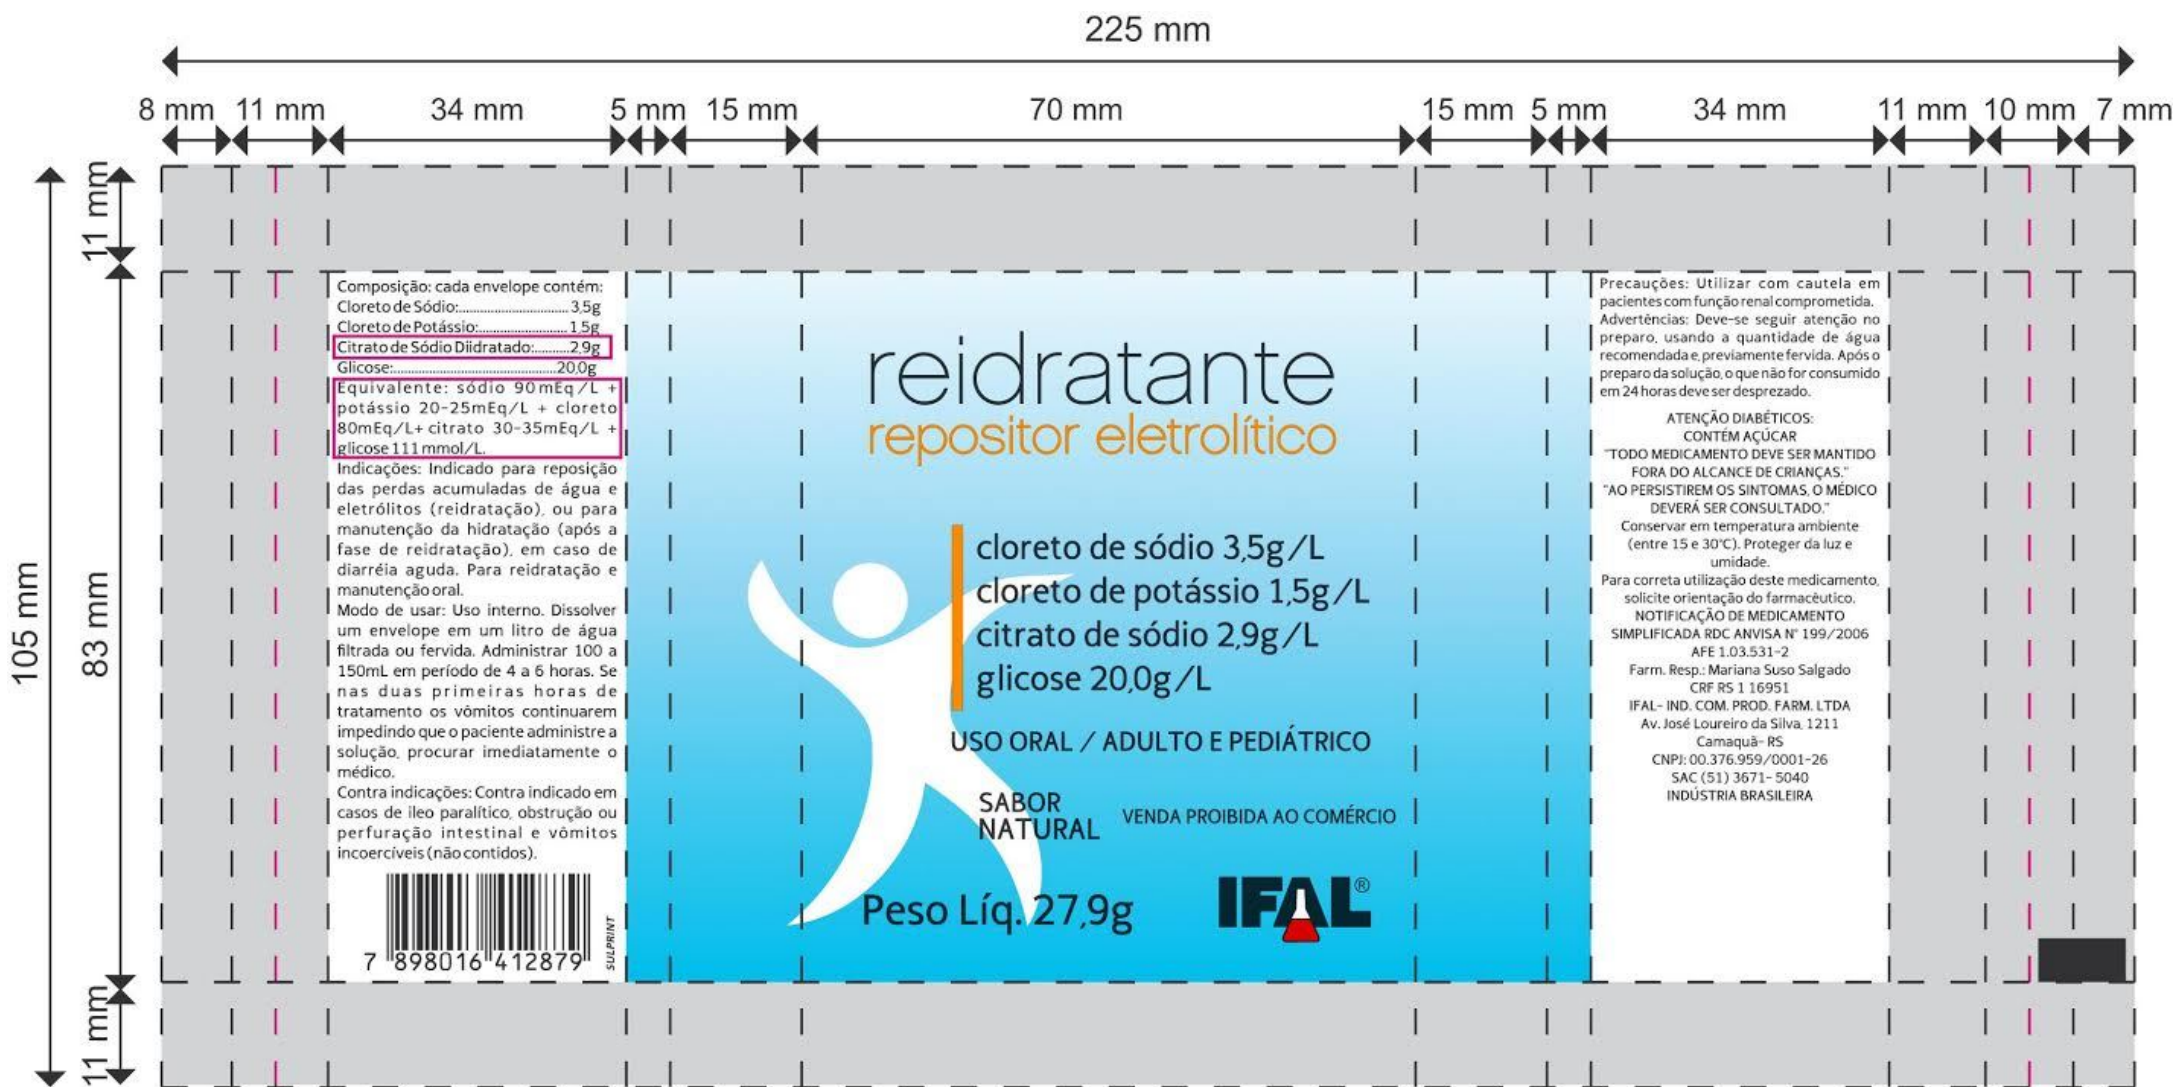 225 mm
8 mm 11 mm 34 mm 5 mm 15 mm 70 mm 15 mm 5 mm 34 mm 11 mm 10 mm 7 mm
11 mm
105 mm
83 mm
11 mm
Composição: cada envelope contém:
Cloreto de Sódio:.................................3,5g
Cloreto de Potássio:..........................1,5g
Citrato de Sódio Diidratado:..........2,9g
Glicose:.................................................20,0g
Equivalente: sódio 90mEq/L +
potássio 20-25mEq/L + cloreto
80mEq/L+ citrato 30-35mEq/L +
glicose 111 mmol/L.
Indicações: Indicado para reposição
das perdas acumuladas de água e
eletrólitos (reidratação), ou para
manutenção da hidratação (após a
fase de reidratação), em caso de
diarréia aguda. Para reidratação e
manutenção oral.
Modo de usar: Uso interno. Dissolver
um envelope em um litro de água
filtrada ou fervida. Administrar 100 a
150mL em período de 4 a 6 horas. Se
nas duas primeiras horas de
tratamento os vômitos continuarem
impedindo que o paciente administre a
solução, procurar imediatamente o
médico.
Contra indicações: Contra indicado em
casos de ileo paralítico, obstrução ou
perfuração intestinal e vômitos
incoercíveis (não contidos).
7 898016 412879
SULPRINT
reidratante
repositor eletrolítico
cloreto de sódio 3,5g/L
cloreto de potássio 1,5g/L
citrato de sódio 2,9g/L
glicose 20,0g/L
USO ORAL / ADULTO E PEDIÁTRICO
SABOR
NATURAL
VENDA PROIBIDA AO COMÉRCIO
Peso Líq. 27,9g
IFAL®
Precauções: Utilizar com cautela em
pacientes com função renal comprometida.
Advertências: Deve-se seguir atenção no
preparo, usando a quantidade de água
recomendada e, previamente fervida. Após o
preparo da solução, o que não for consumido
em 24 horas deve ser desprezado.
ATENÇÃO DIABÉTICOS:
CONTÉM AÇÚCAR
"TODO MEDICAMENTO DEVE SER MANTIDO
FORA DO ALCANCE DE CRIANÇAS."
"AO PERSISTIREM OS SINTOMAS, O MÉDICO
DEVERÁ SER CONSULTADO."
Conservar em temperatura ambiente
(entre 15 e 30°C). Proteger da luz e
umidade.
Para correta utilização deste medicamento,
solicite orientação do farmacêutico.
NOTIFICAÇÃO DE MEDICAMENTO
SIMPLIFICADA RDC ANVISA N° 199/2006
AFE 1.03.531-2
Farm. Resp.: Mariana Suso Salgado
CRF RS 1 16951
IFAL- IND. COM. PROD. FARM. LTDA
Av. José Loureiro da Silva, 1211
Camaquã- RS
CNPJ: 00.376.959/0001-26
SAC (51) 3671- 5040
INDÚSTRIA BRASILEIRA